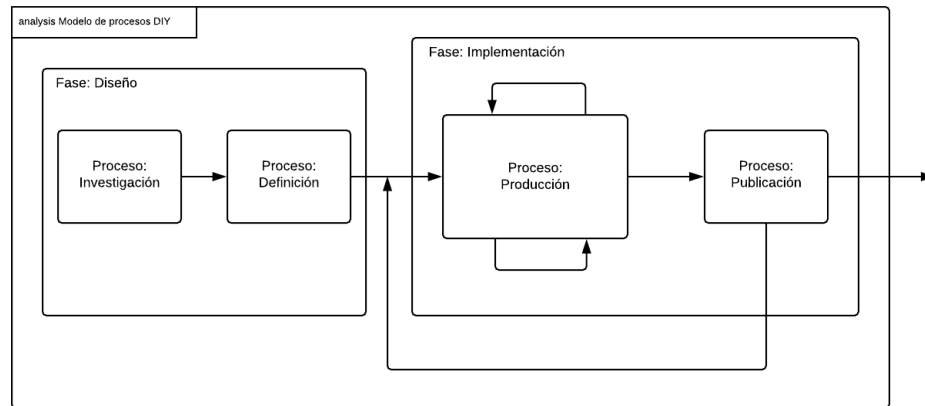 analysis Modelo de procesos DIY
Fase: Implementación
Fase: Diseño
Proceso:
Investigación
Proceso:
Definición
Proceso:
Producción
Proceso:
Publicación